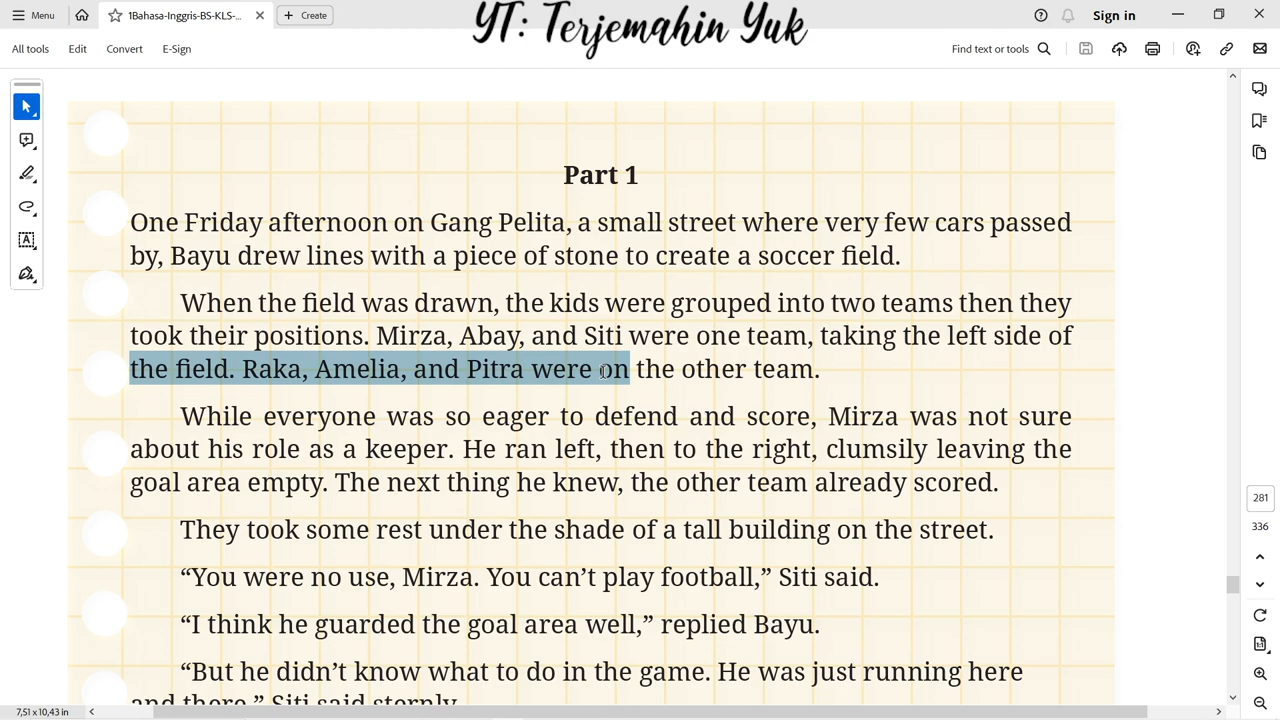 YT: Terjemahin Yuk
Menu
1Bahasa-Inggris-BS-KLS-...
Create
Sign in
All tools
Edit
Convert
E-Sign
Find text or tools
Part 1
One Friday afternoon on Gang Pelita, a small street where very few cars passed
by, Bayu drew lines with a piece of stone to create a soccer field.
When the field was drawn, the kids were grouped into two teams then they
took their positions. Mirza, Abay, and Siti were one team, taking the left side of
the field. Raka, Amelia, and Pitra were on the other team.
While everyone was so eager to defend and score, Mirza was not sure
about his role as a keeper. He ran left, then to the right, clumsily leaving the
goal area empty. The next thing he knew, the other team already scored.
They took some rest under the shade of a tall building on the street.
“You were no use, Mirza. You can’t play football,” Siti said.
“I think he guarded the goal area well,” replied Bayu.
“But he didn’t know what to do in the game. He was just running here
and there.” Siti said sternly
281
336
7,51 x 10,43 in